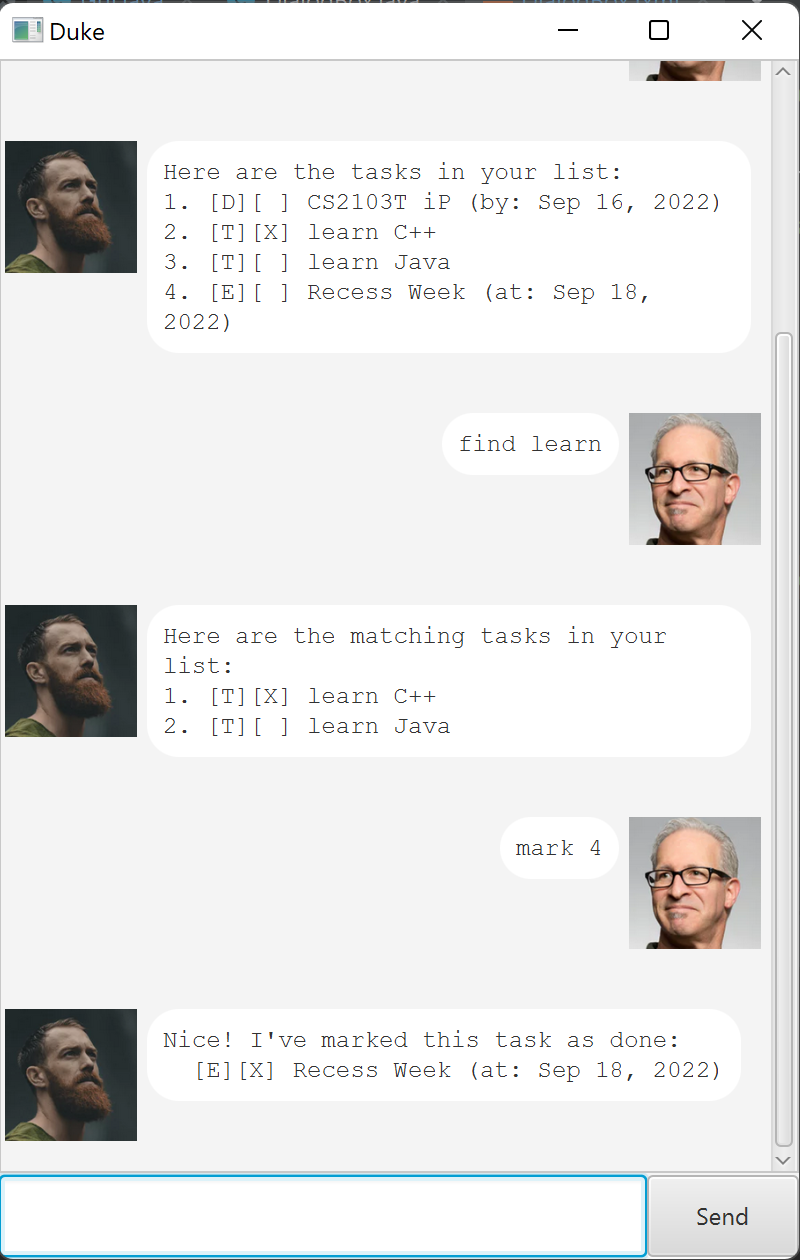 Duke
Here are the tasks in your list:
1. [D][ ] CS2103T iP (by: Sep 16, 2022)
2. [T][X] learn C++
3. [T][ ] learn Java
4. [E][ ] Recess Week (at: Sep 18,
2022)
find learn
Here are the matching tasks in your
list:
1. [T][X] learn C++
2. [T][ ] learn Java
mark 4
Nice! I've marked this task as done:
  [E][X] Recess Week (at: Sep 18, 2022)
Send